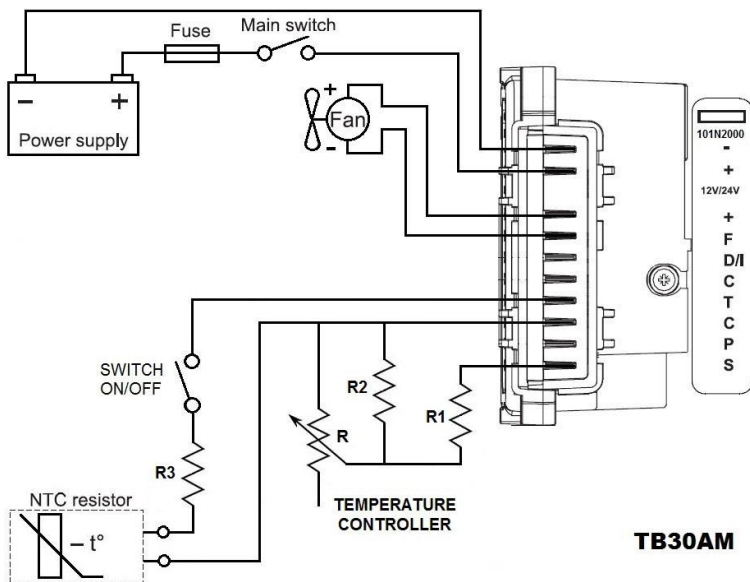 Fuse
Main switch
- +
Power supply
+
Fan
-
101N2000
-
+
12V/24V
+
F
D/I
C
T
C
P
S
SWITCH
ON/OFF
R3
R2
R1
R
NTC resistor
– t°
TEMPERATURE
CONTROLLER
TB30AM